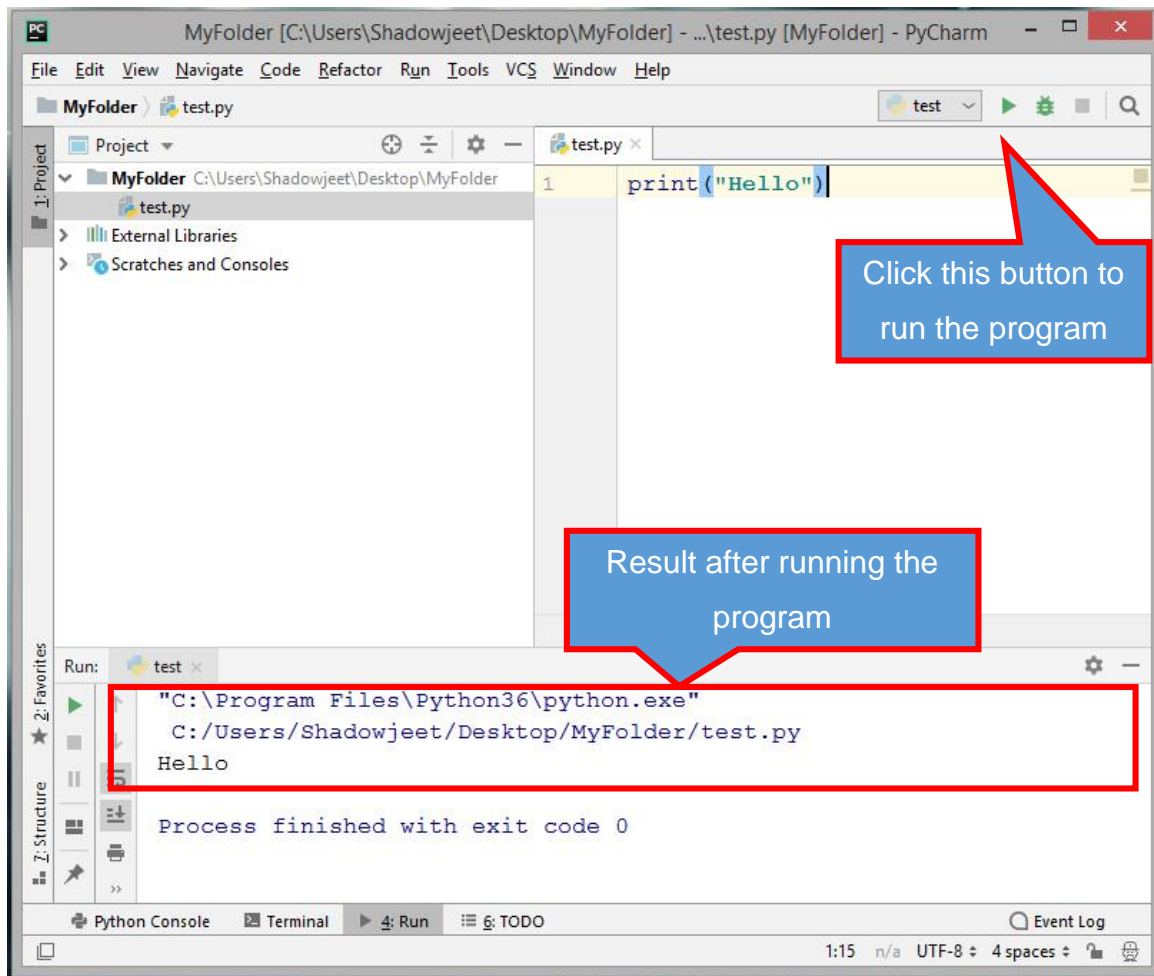 PC MyFolder [C:\Users\Shadowjeet\Desktop\MyFolder] - ...\test.py [MyFolder] - PyCharm
File Edit View Navigate Code Refactor Run Tools VCS Window Help
MyFolder test.py test
1: Project
Project
test.py
MyFolder C:\Users\Shadowjeet\Desktop\MyFolder
1 print("Hello")
test.py
External Libraries
Scratches and Consoles
Click this button to
run the program
Result after running the
program
2: Favorites
Run: test
"C:\Program Files\Python36\python.exe"
C:/Users/Shadowjeet/Desktop/MyFolder/test.py
Hello
7: Structure
Process finished with exit code 0
Python Console Terminal 4: Run 6: TODO Event Log
1:15 n/a UTF-8 4 spaces